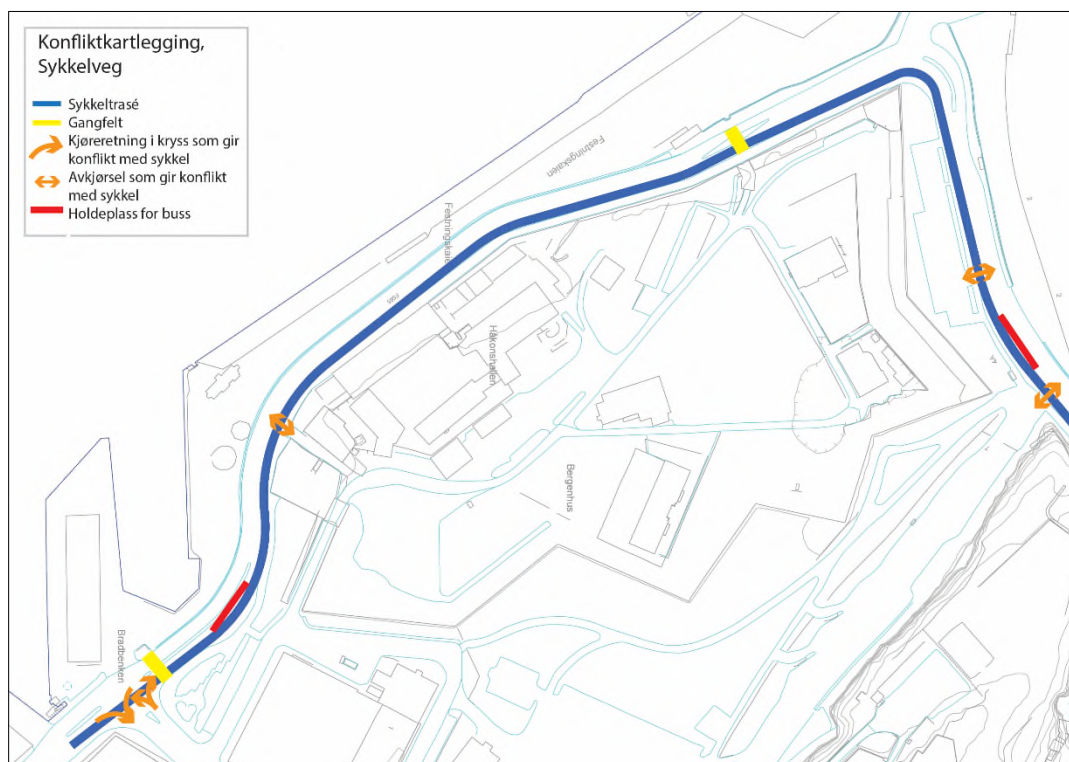 Konfliktkartlegging,
Sykkelveg
Sykkeltrasé
Gangfelt
Kjøreretning i kryss som gir
konflikt med sykkel
Avkjørsel som gir konflikt
med sykkel
Holdeplass for buss
Festningskaien
Festningskaien
Håkonshallen
Bergenhus
Bradbenken